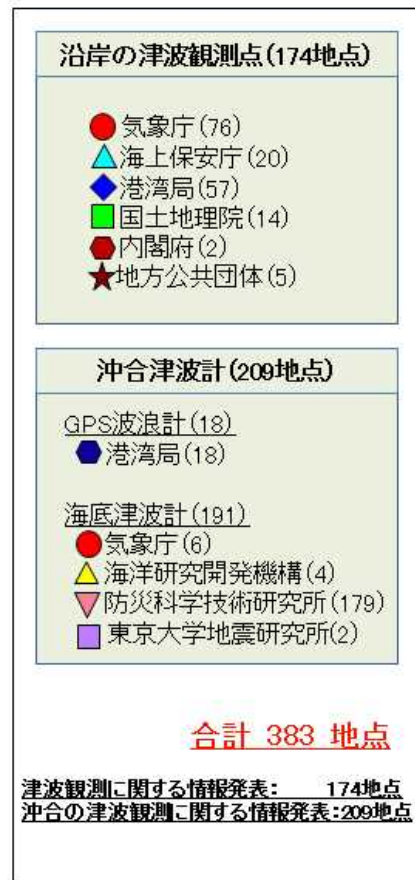 沿岸の津波観測点(174地点)
気象庁(76)
海上保安庁(20)
港湾局(57)
国土地理院(14)
内閣府(2)
地方公共団体(5)
沖合津波計(209地点)
GPS波浪計(18)
港湾局(18)
海底津波計(191)
気象庁(6)
海洋研究開発機構(4)
防災科学技術研究所(179)
東京大学地震研究所(2)
合計 383 地点
津波観測に関する情報発表: 174地点
沖合の津波観測に関する情報発表:209地点